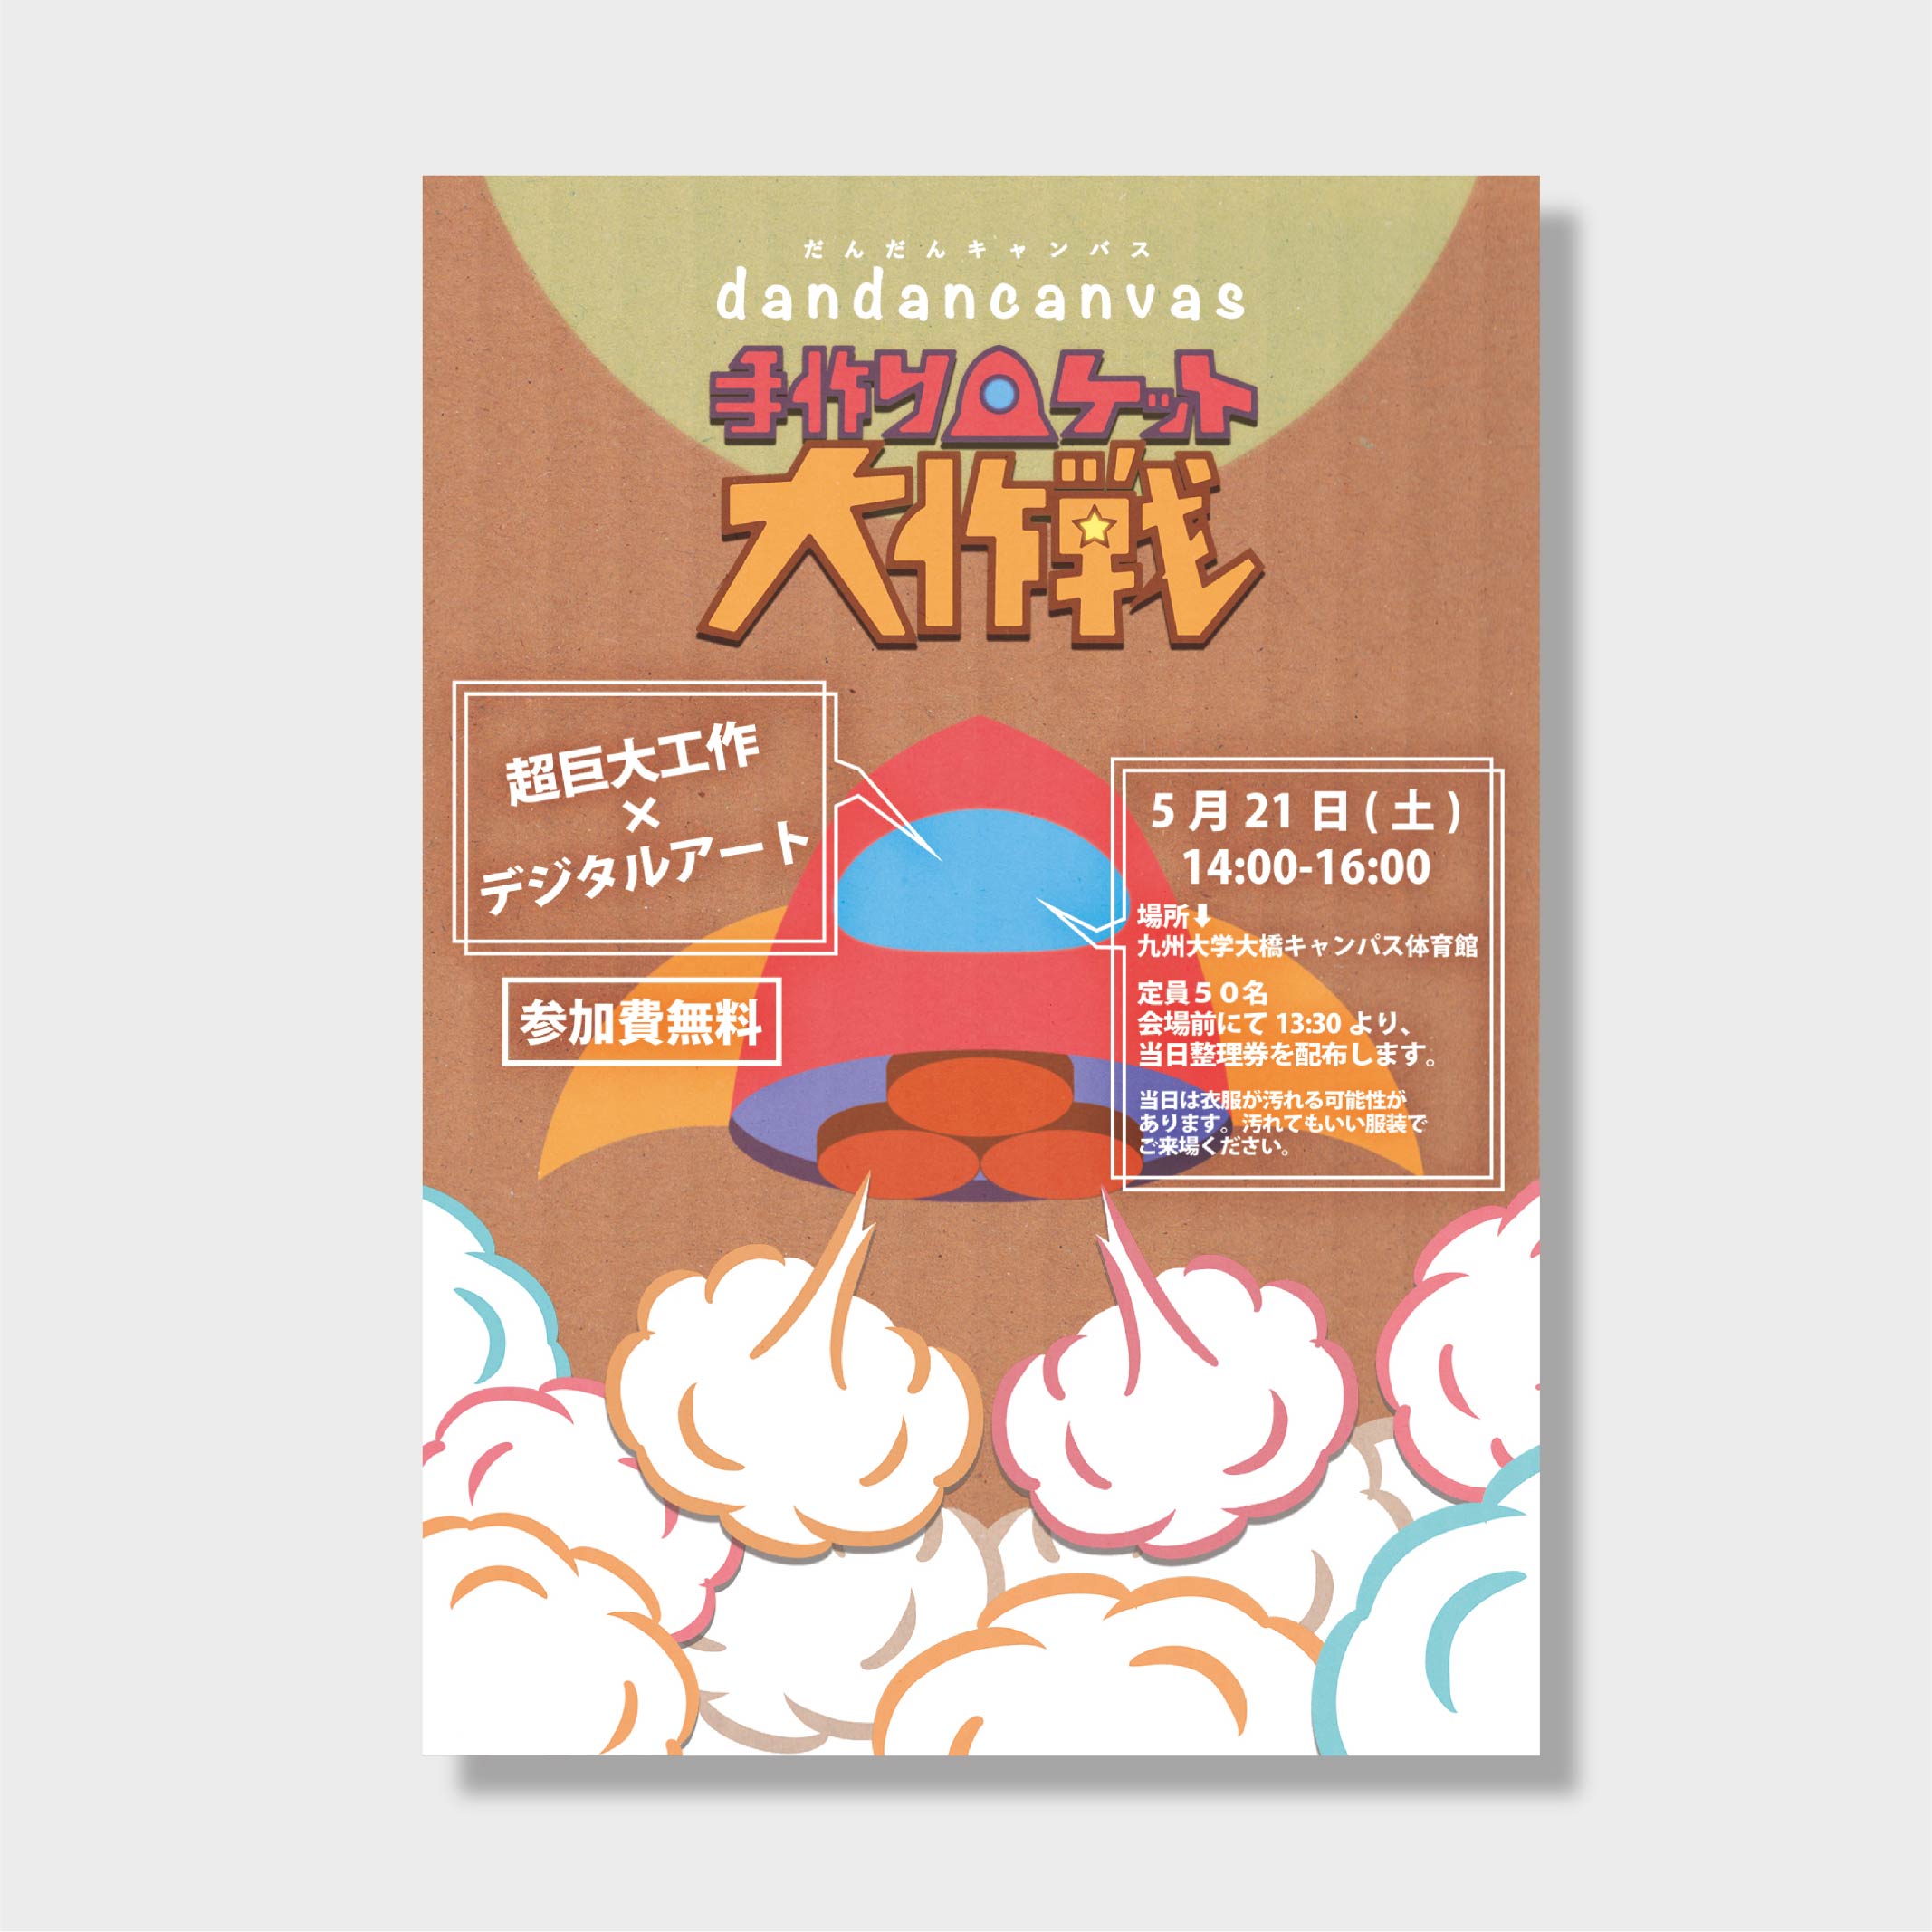 だんだんキャンバス
dandancanvas
手作りロケット
大作戦
超巨大工作
×
デジタルアート
参加費無料
5月21日(土)
14:00-16:00
場所⬇
九州大学大橋キャンパス体育館
定員５０名
会場前にて 13:30 より、
当日整理券を配布します。
当日は衣服が汚れる可能性が
あります。汚れてもいい服装で
ご来場ください。